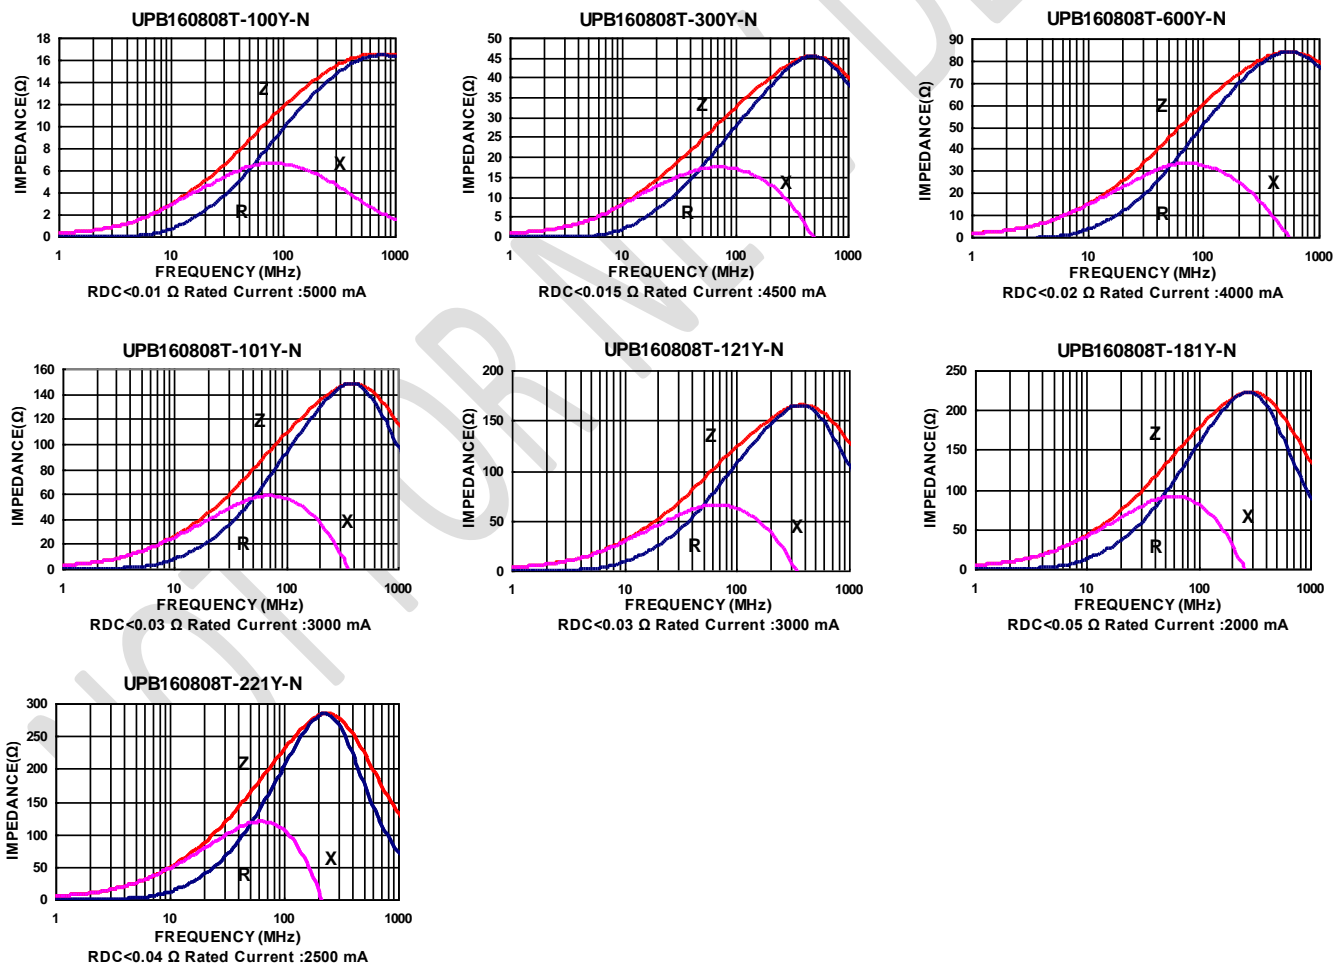 UPB160808T-100Y-N
IMPEDANCE(Ω)
18
16
14
12
10
8
6
4
2
0
Z
X
R
1 10 100 1000
FREQUENCY (MHz)
RDC<0.01 Ω Rated Current :5000 mA
UPB160808T-300Y-N
IMPEDANCE(Ω)
50
45
40
35
30
25
20
15
10
5
0
Z
X
R
1 10 100 1000
FREQUENCY (MHz)
RDC<0.015 Ω Rated Current :4500 mA
UPB160808T-600Y-N
IMPEDANCE(Ω)
90
80
70
60
50
40
30
20
10
0
Z
X
R
1 10 100 1000
FREQUENCY (MHz)
RDC<0.02 Ω Rated Current :4000 mA
UPB160808T-101Y-N
IMPEDANCE(Ω)
160
140
120
100
80
60
40
20
0
Z
X
R
1 10 100 1000
FREQUENCY (MHz)
RDC<0.03 Ω Rated Current :3000 mA
UPB160808T-121Y-N
IMPEDANCE(Ω)
200
150
100
50
0
Z
X
R
1 10 100 1000
FREQUENCY (MHz)
RDC<0.03 Ω Rated Current :3000 mA
UPB160808T-181Y-N
IMPEDANCE(Ω)
250
200
150
100
50
0
Z
X
R
1 10 100 1000
FREQUENCY (MHz)
RDC<0.05 Ω Rated Current :2000 mA
UPB160808T-221Y-N
IMPEDANCE(Ω)
300
250
200
150
100
50
0
Z
X
R
1 10 100 1000
FREQUENCY (MHz)
RDC<0.04 Ω Rated Current :2500 mA
NOT FOR NEW DE